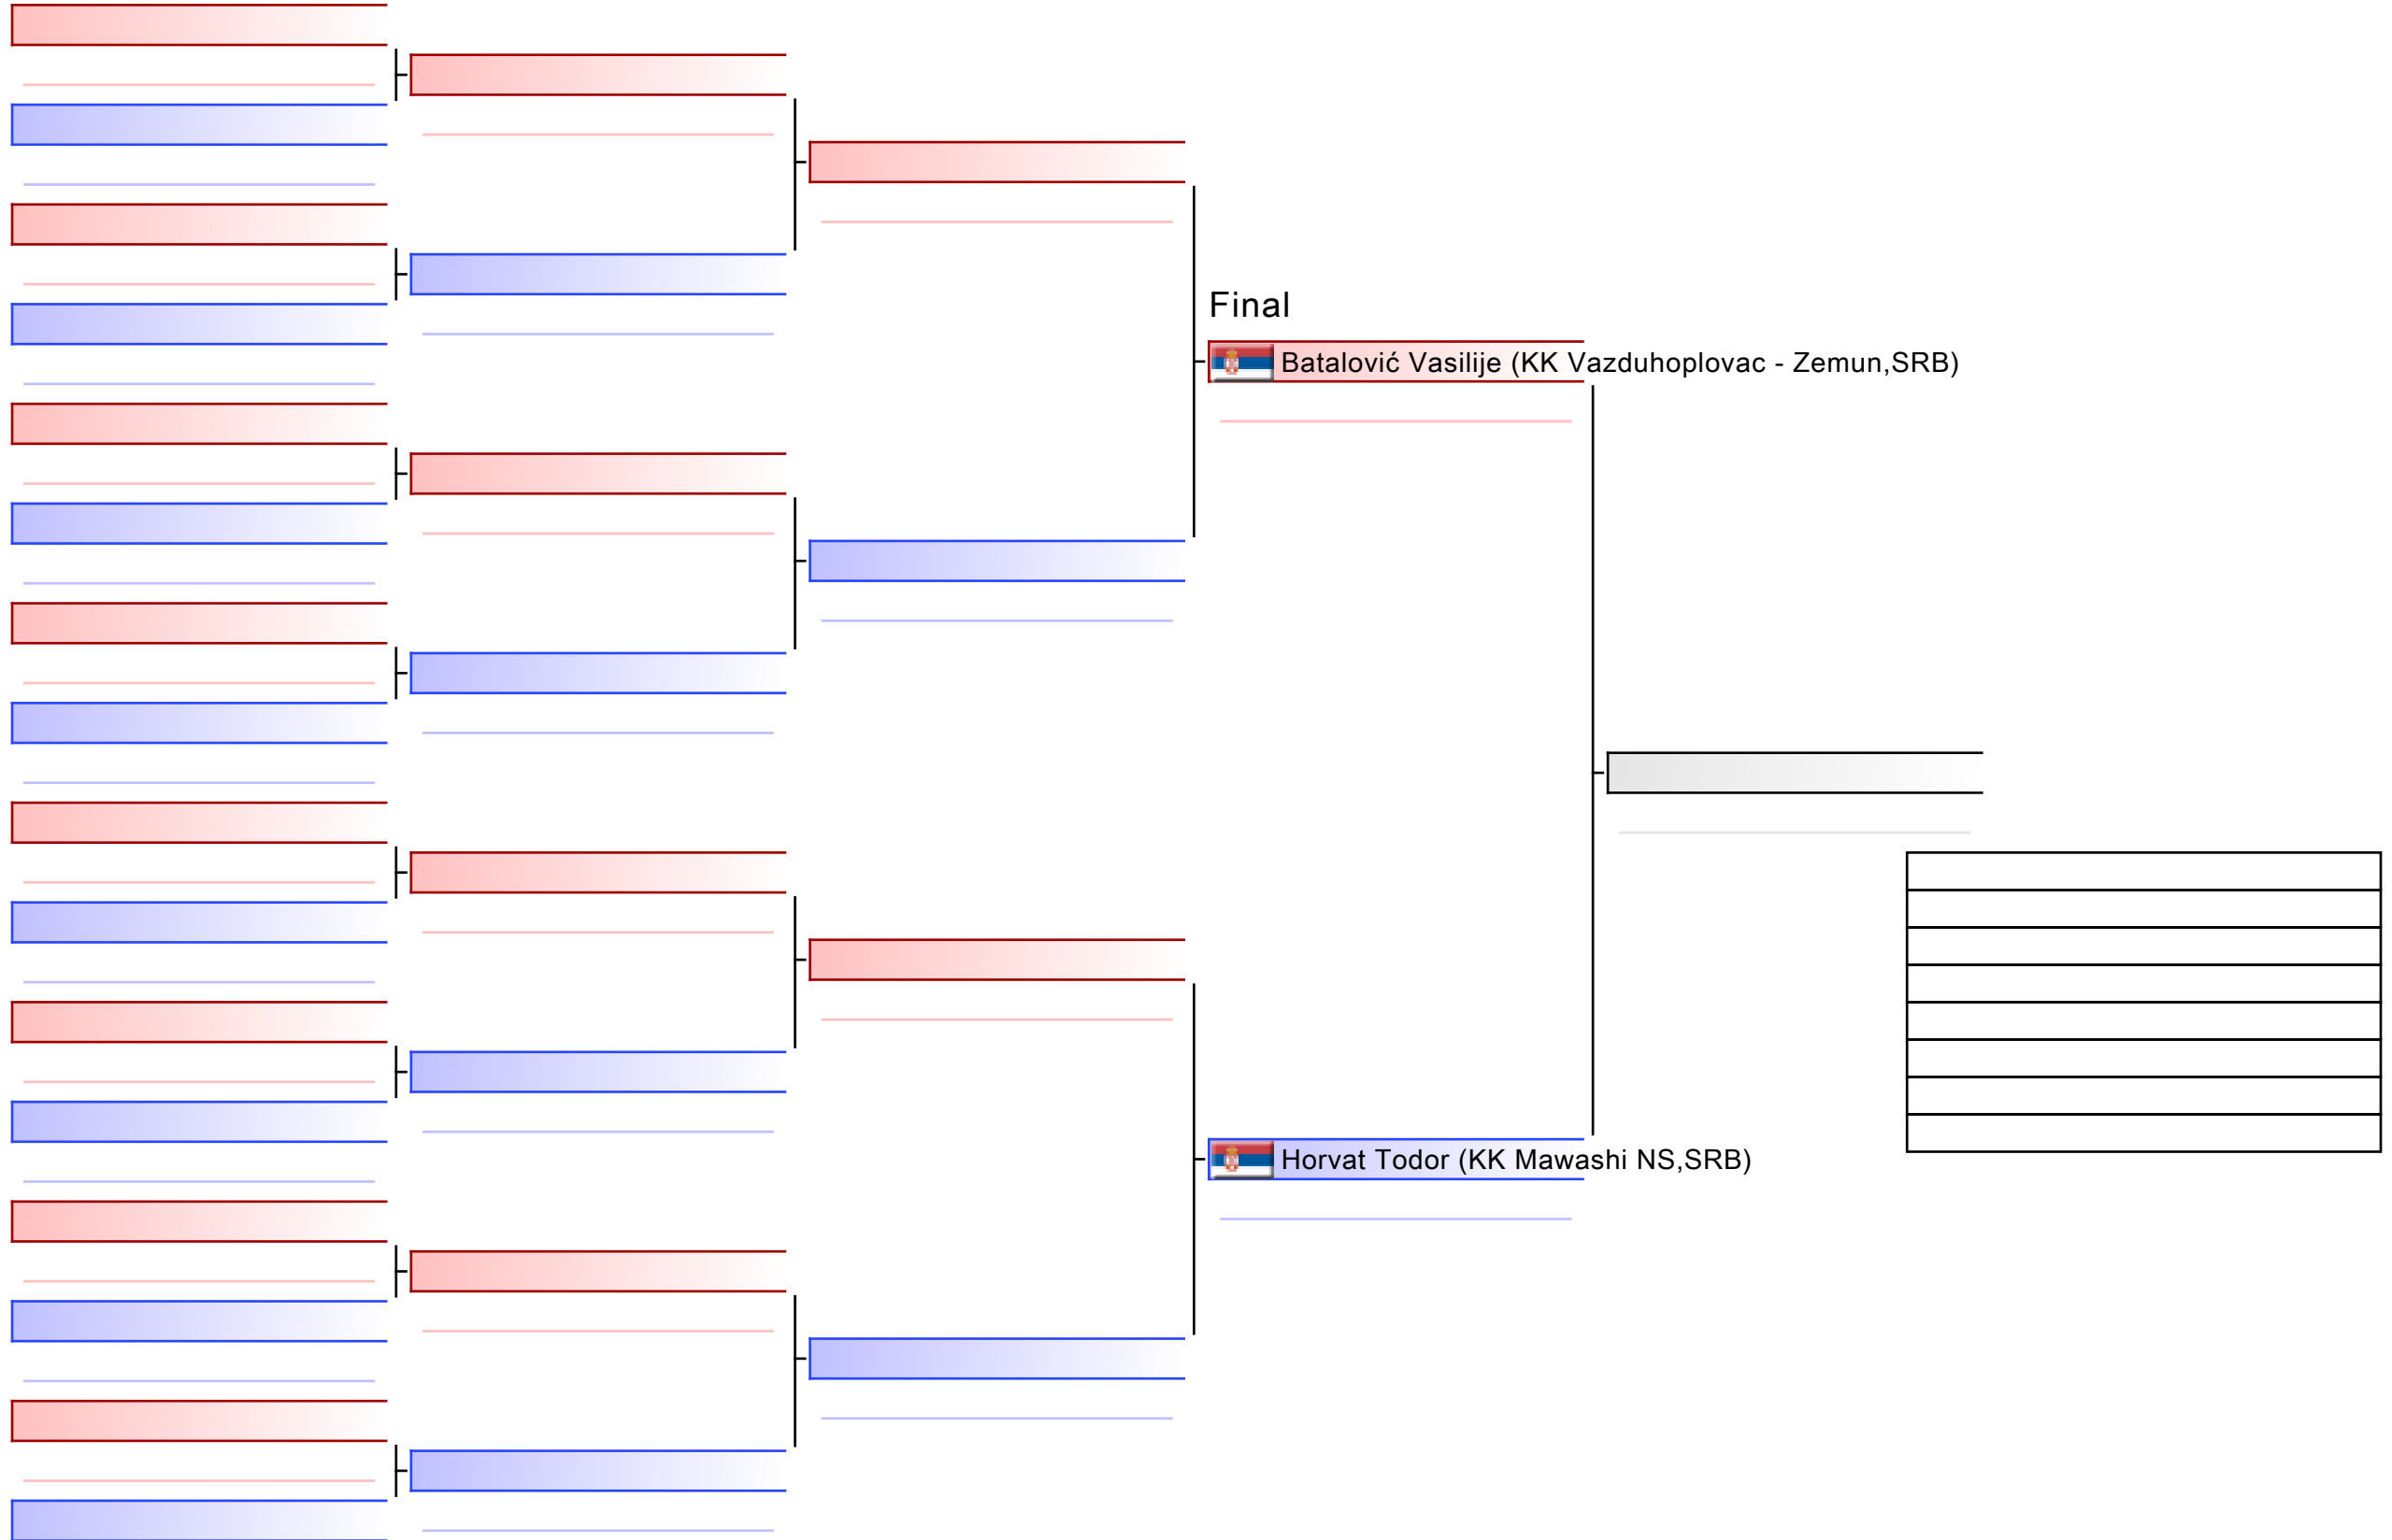 Final
Batalović Vasilije (KK Vazduhoplovac - Zemun,SRB)
Horvat Todor (KK Mawashi NS,SRB)